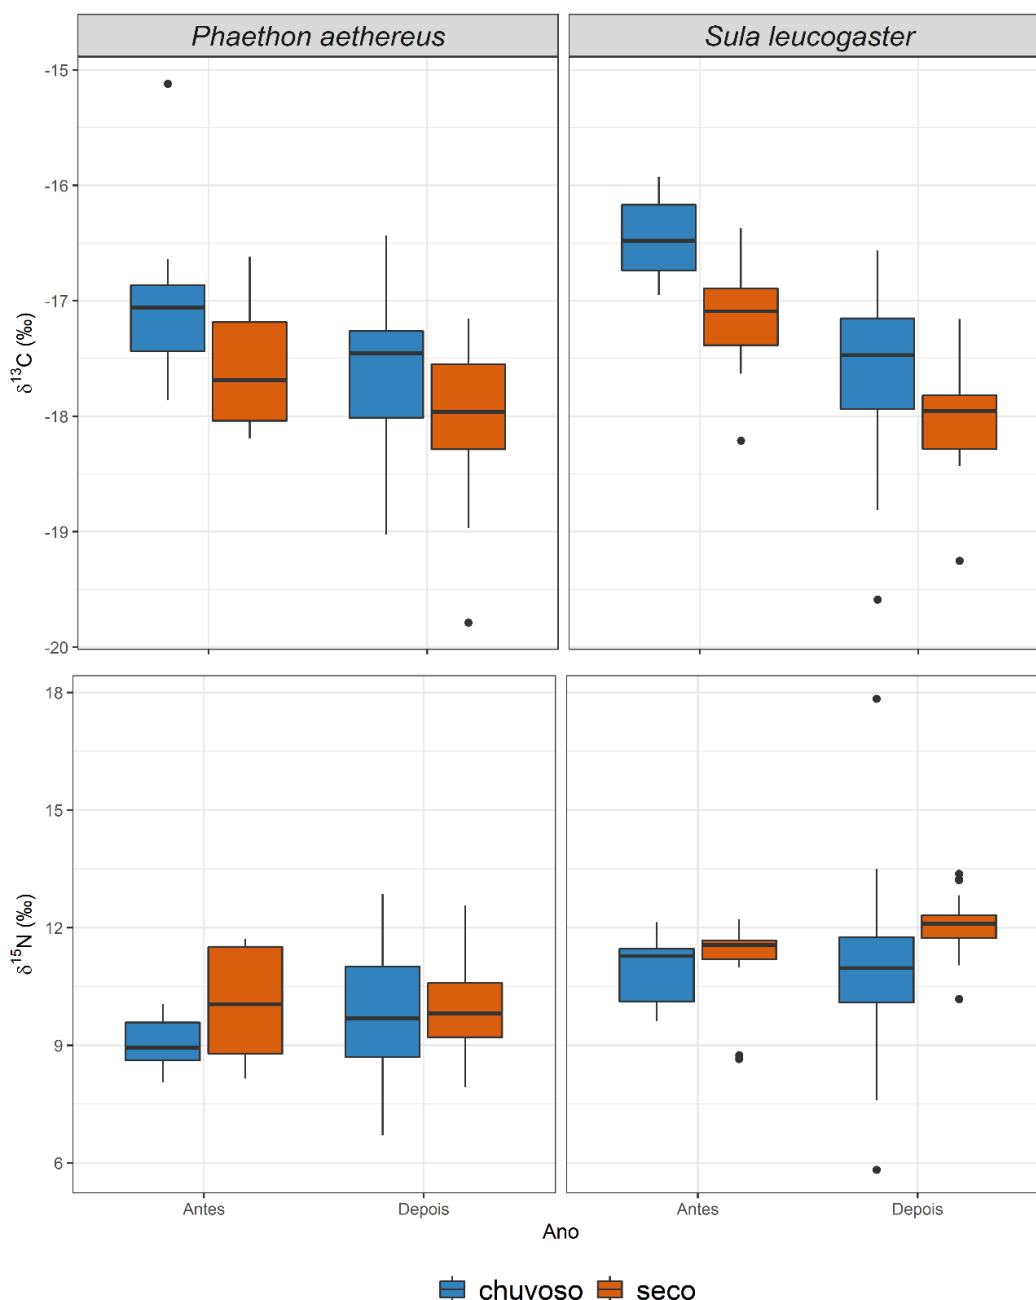 Phaethon aethereus Sula leucogaster
-15
-16
-17
-18
-19
-20
δ13C (‰)
18
15
12
9
6
δ15N (‰)
Antes Depois Antes Depois
Ano
chuvoso seco